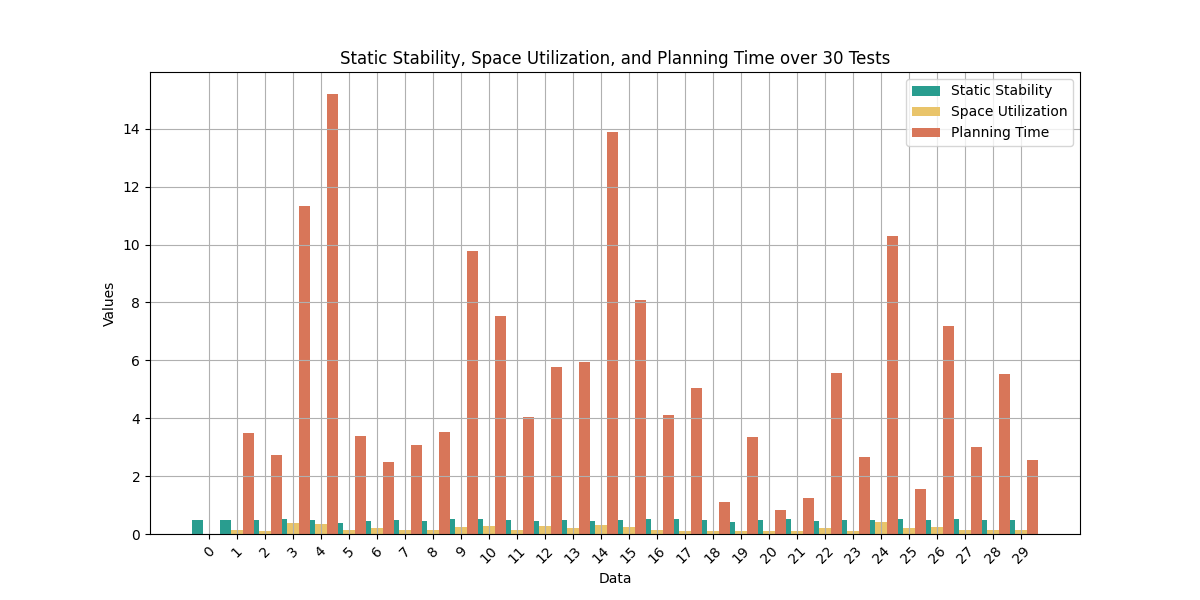 Static Stability, Space Utilization, and Planning Time over 30 Tests
Static Stability
Space Utilization
Planning Time
14
12
10
8
6
4
2
0
Values
0 1 2 3 4 5 6 7 8 9 10 11 12 13 14 15 16 17 18 19 20 21 22 23 24 25 26 27 28 29
Data